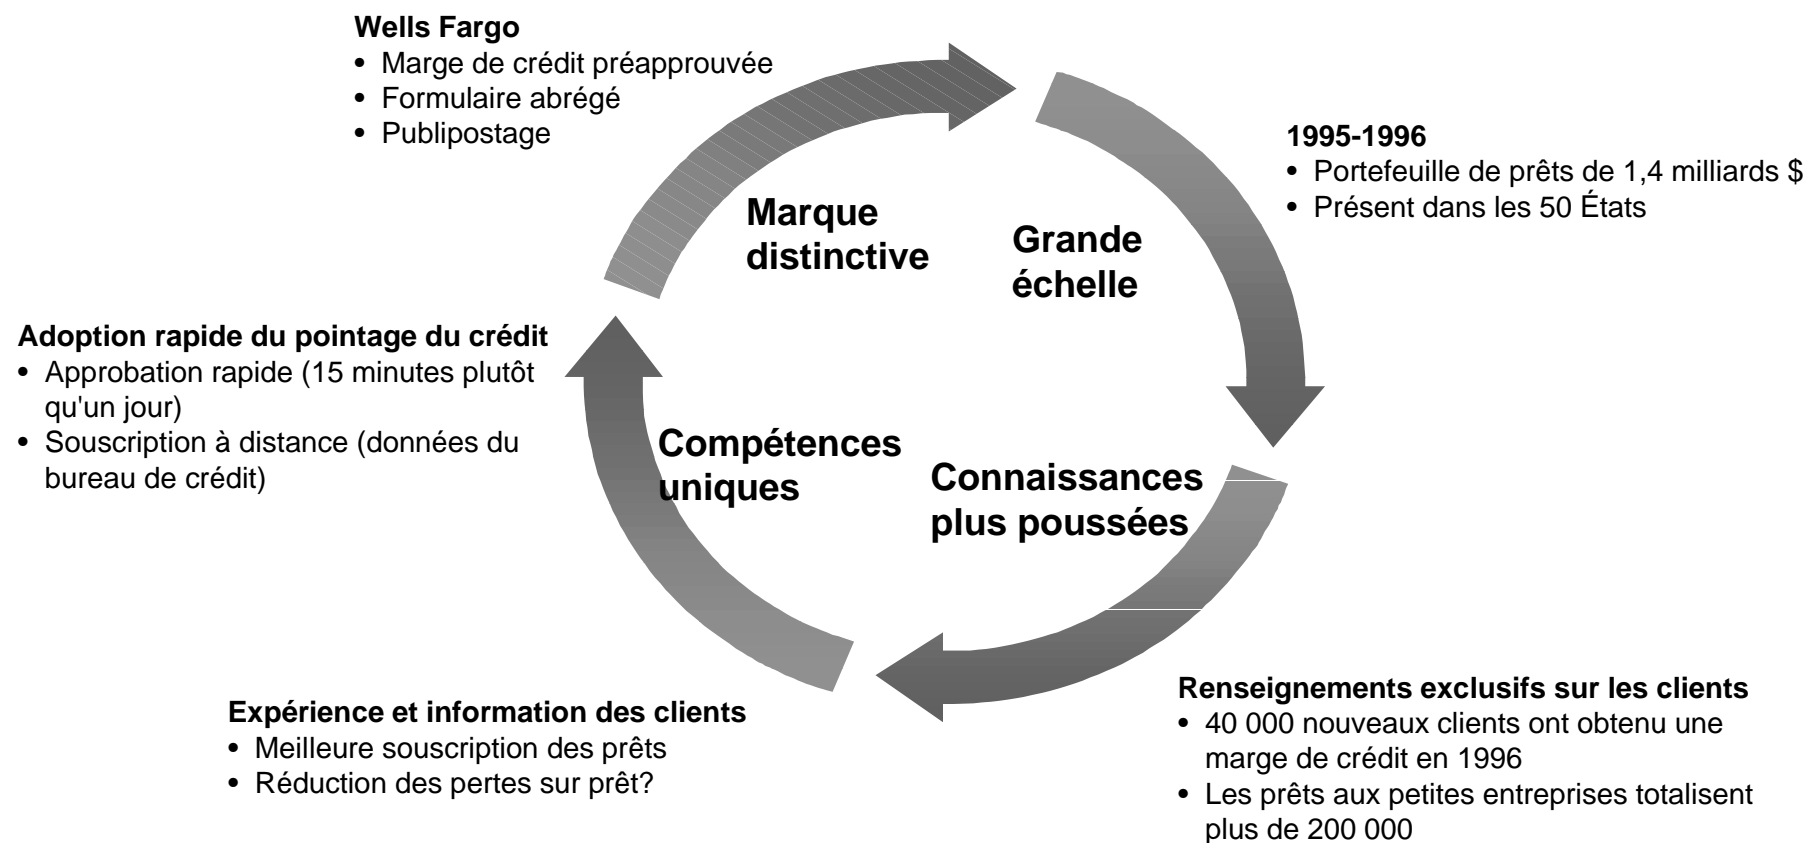 Wells Fargo
• Marge de crédit préapprouvée
• Formulaire abrégé
• Publipostage
1995-1996
• Portefeuille de prêts de 1,4 milliards $
• Présent dans les 50 États
Marque
distinctive
Grande
échelle
Adoption rapide du pointage du crédit
• Approbation rapide (15 minutes plutôt
qu'un jour)
• Souscription à distance (données du
bureau de crédit)
Compétences
uniques
Connaissances
plus poussées
Expérience et information des clients
• Meilleure souscription des prêts
• Réduction des pertes sur prêt?
Renseignements exclusifs sur les clients
• 40 000 nouveaux clients ont obtenu une
marge de crédit en 1996
• Les prêts aux petites entreprises totalisent
plus de 200 000